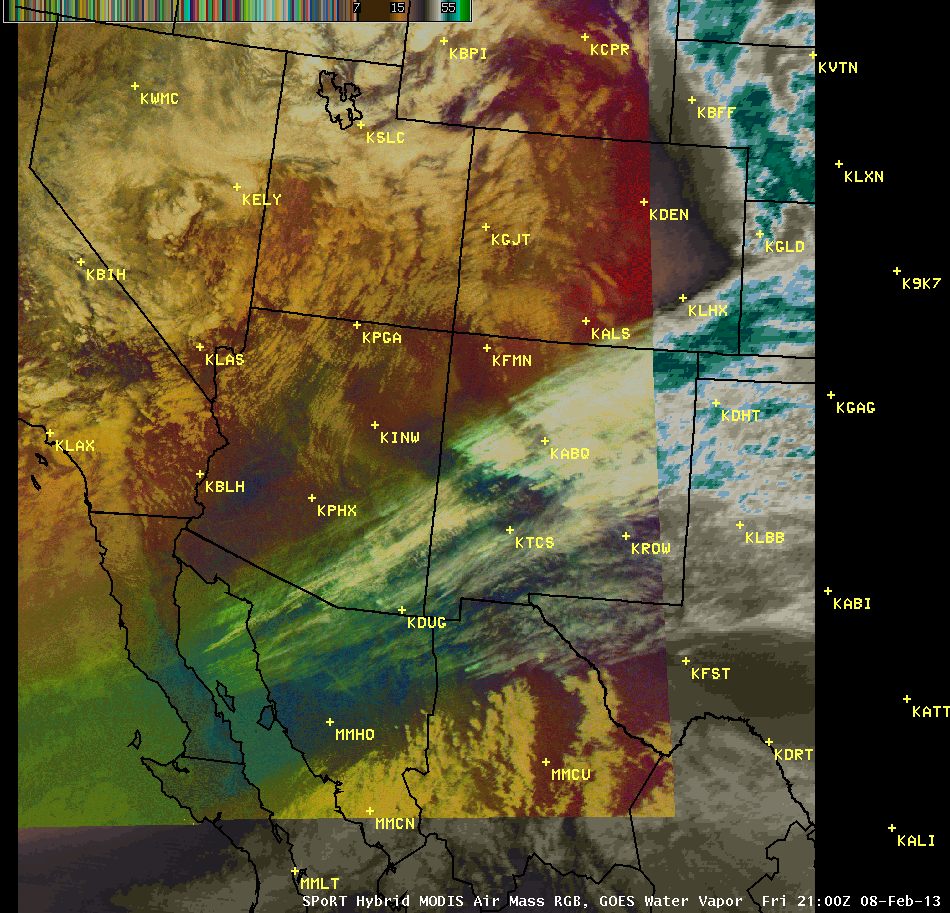 7 15 55
KBPI KCPR
KVTN
KWMC KBFF
KSLC
KLXN
KELY
KDEN
KGJT KGLD
KBIH K9K7
KLHX
KPGA KALS
KLAS KFMN
KDHT KGAG
KLAX KINW
KABQ
KBLH
KPHX
KTCS KROW KLBB
KABI
KDUG
KFST
KATT
MMHO
KDRT
MMCU
MMCN
KALI
MMLT
SPoRT Hybrid MODIS Air Mass RGB, GOES Water Vapor Fri 21:00Z 08-Feb-13